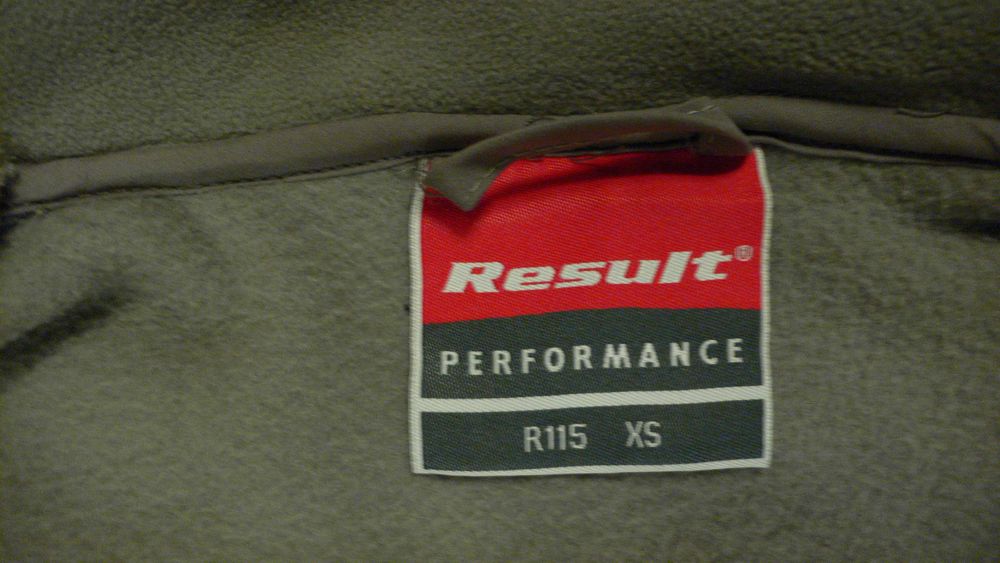 Result®
PERFORMANCE
R115 XS